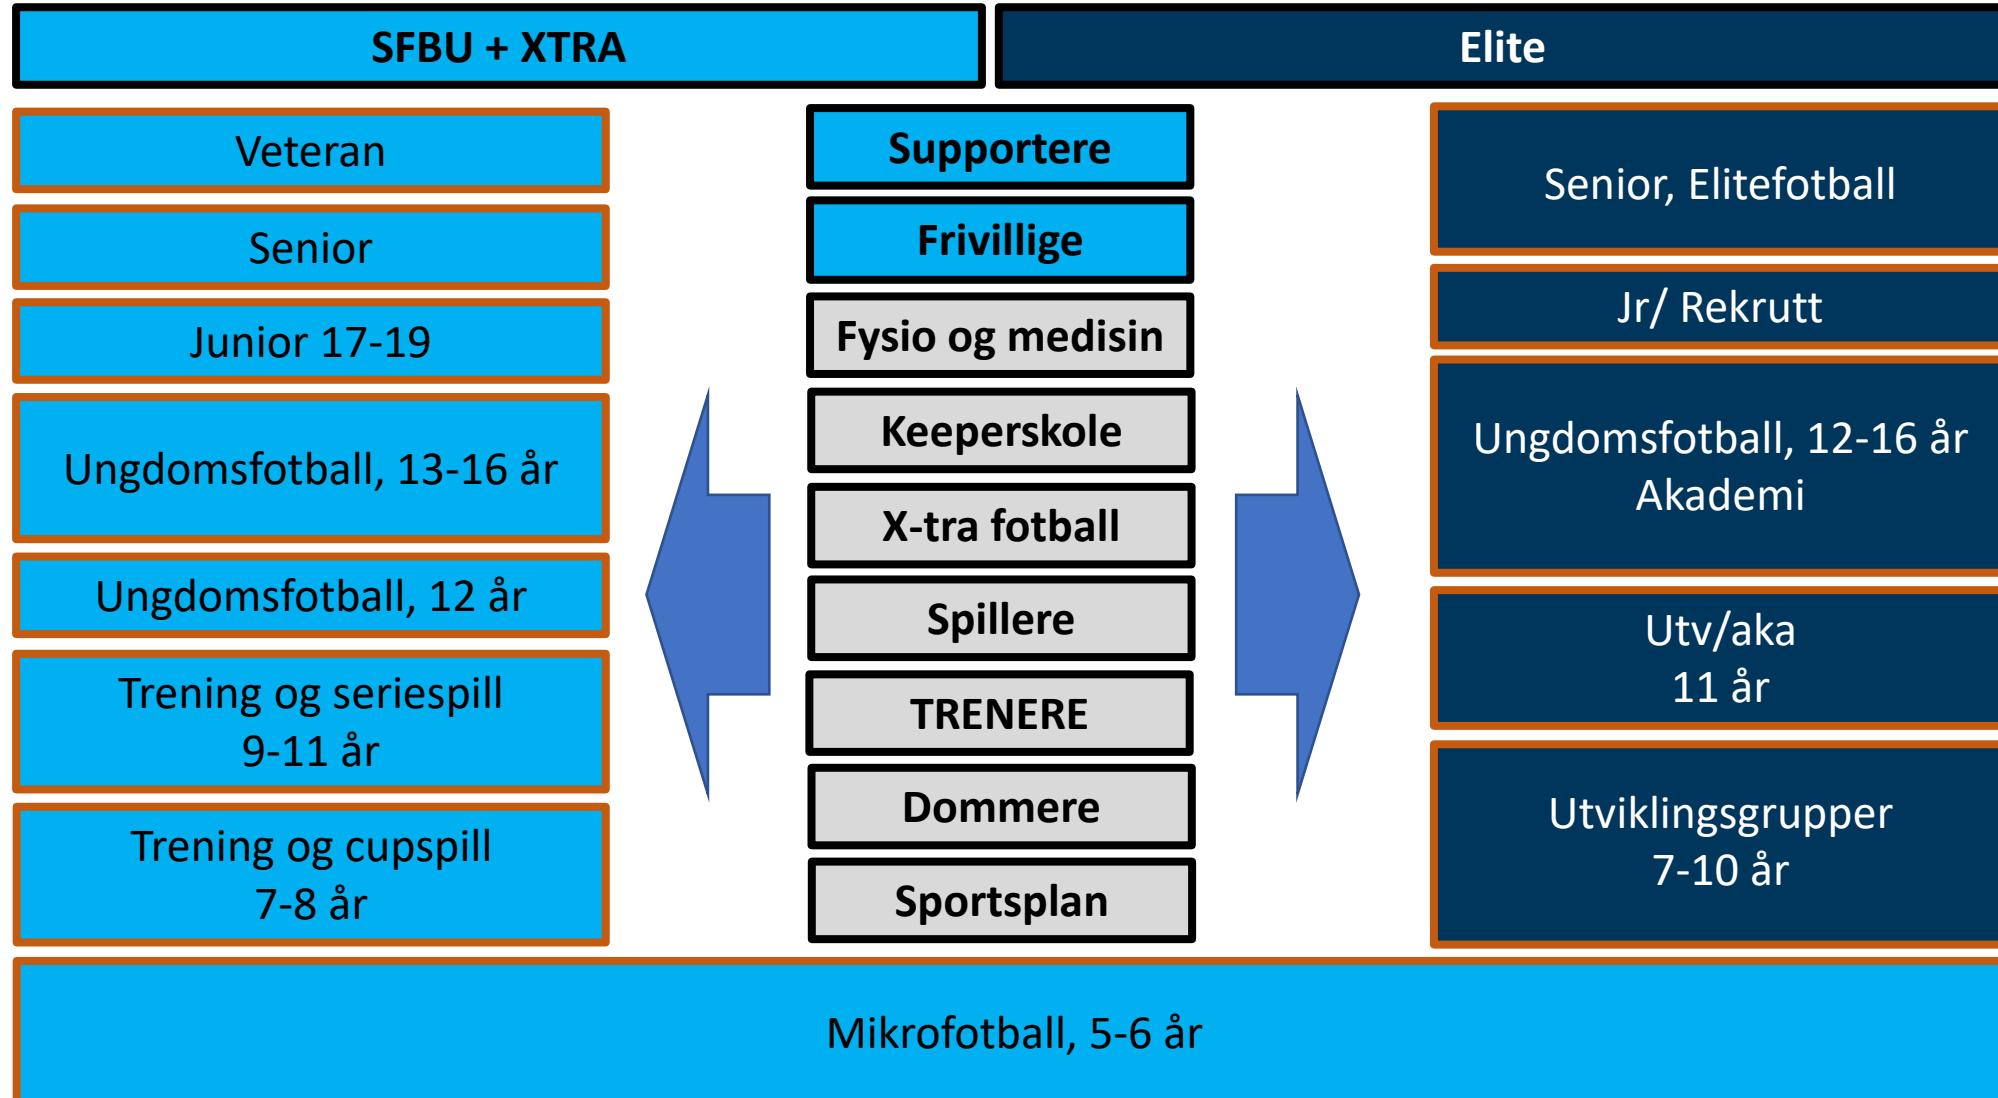 SFBU + XTRA
Elite
Veteran
Senior
Junior 17-19
Ungdomsfotball, 13-16 år
Ungdomsfotball, 12 år
Trening og seriespill
9-11 år
Trening og cupspill
7-8 år
Supportere
Frivillige
Fysio og medisin
Keeperskole
X-tra fotball
Spillere
TRENERE
Dommere
Sportsplan
Senior, Elitefotball
Jr/ Rekrutt
Ungdomsfotball, 12-16 år
Akademi
Utv/aka
11 år
Utviklingsgrupper
7-10 år
Mikrofotball, 5-6 år